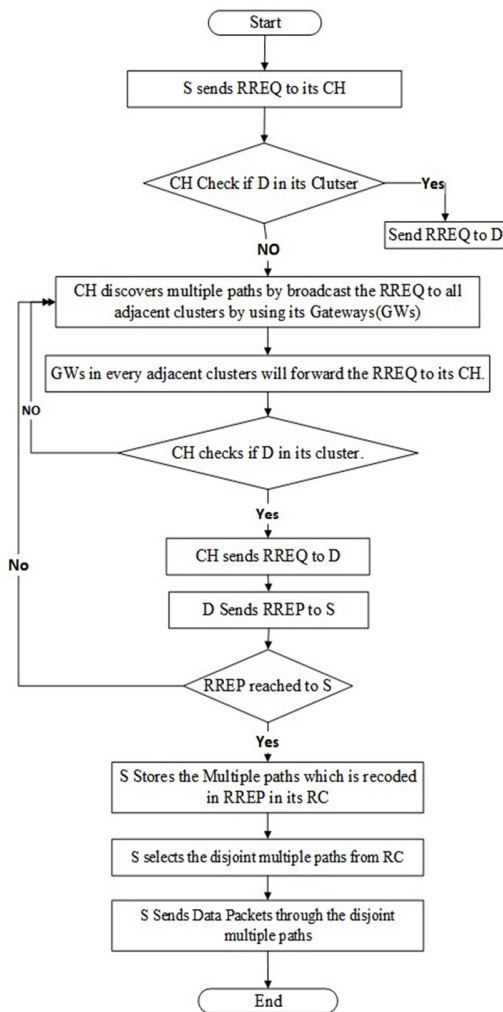 Start
S sends RREQ to its CH
CH Check if D in its Clutser
Yes
Send RREQ to D
NO
CH discovers multiple paths by broadcast the RREQ to all
adjacent clusters by using its Gateways(GWs)
GWs in every adjacent clusters will forward the RREQ to its CH.
NO
CH checks if D in its cluster.
Yes
CH sends RREQ to D
No
D Sends RREP to S
RREP reached to S
Yes
S Stores the Multiple paths which is recoded
in RREP in its RC
S selects the disjoint multiple paths from RC
S Sends Data Packets through the disjoint
multiple paths
End